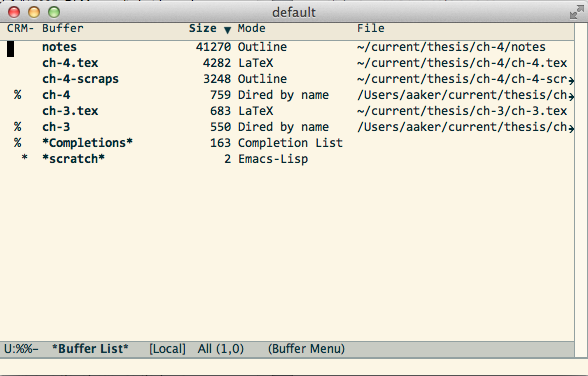 default
CRM- Buffer Size ▼ Mode File
notes 41270 Outline ~/current/thesis/ch-4/notes
ch-4.tex 4282 LaTeX ~/current/thesis/ch-4/ch-4.tex
ch-4-scraps 3248 Outline ~/current/thesis/ch-4/ch-4-scr→
% ch-4 759 Dired by name /Users/aaker/current/thesis/ch→
ch-3.tex 683 LaTeX ~/current/thesis/ch-3/ch-3.tex
% ch-3 550 Dired by name /Users/aaker/current/thesis/ch→
% *Completions* 163 Completion List
* *scratch* 2 Emacs-Lisp
U:%%- *Buffer List* [Local] All (1,0) (Buffer Menu)